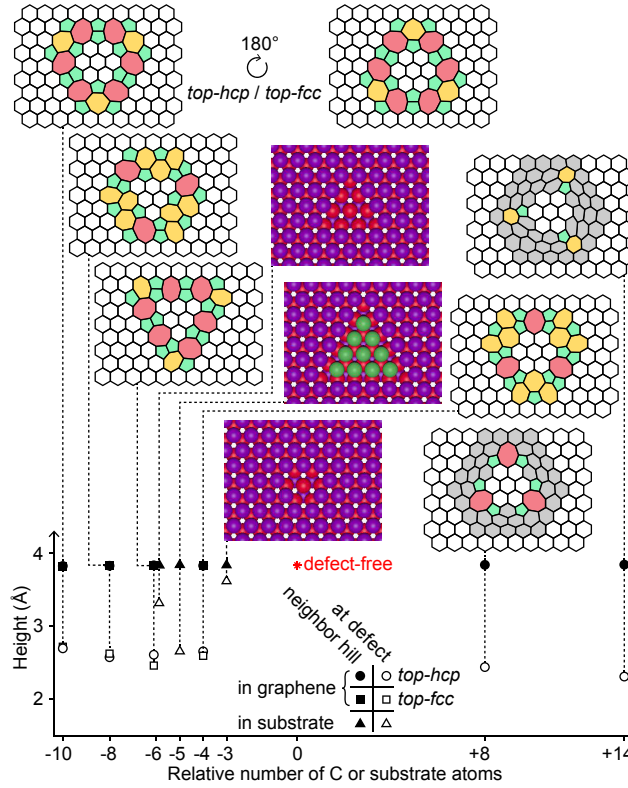 180°
top-hcp / top-fcc
4
3
2
Height (Å)
defect-free
neighbor hill
at defect
in graphene
top-hcp
top-fcc
in substrate
-10
-8
-6
-5
-4
-3
0
+8
+14
Relative number of C or substrate atoms